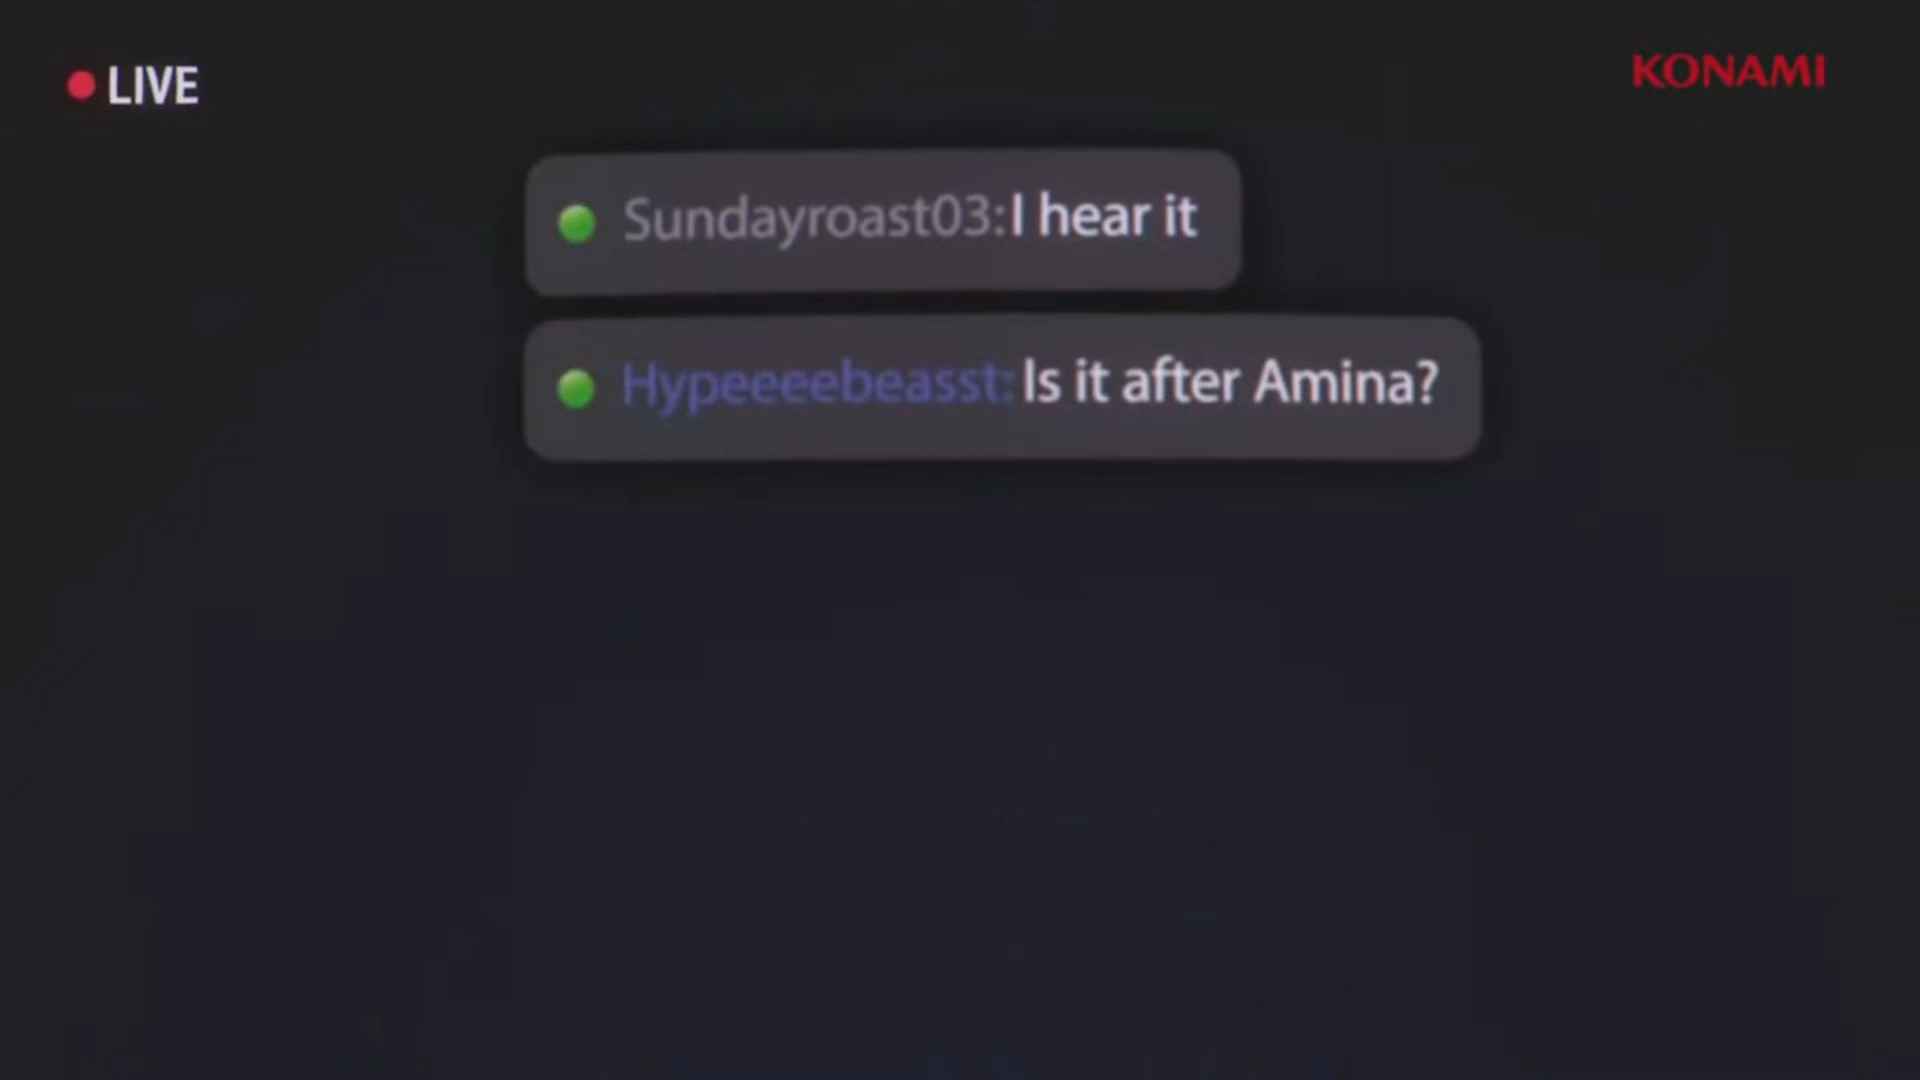 LIVE
KONAMI
Sundayroast03: I hear it
Hypeeeebeasst: Is it after Amina?